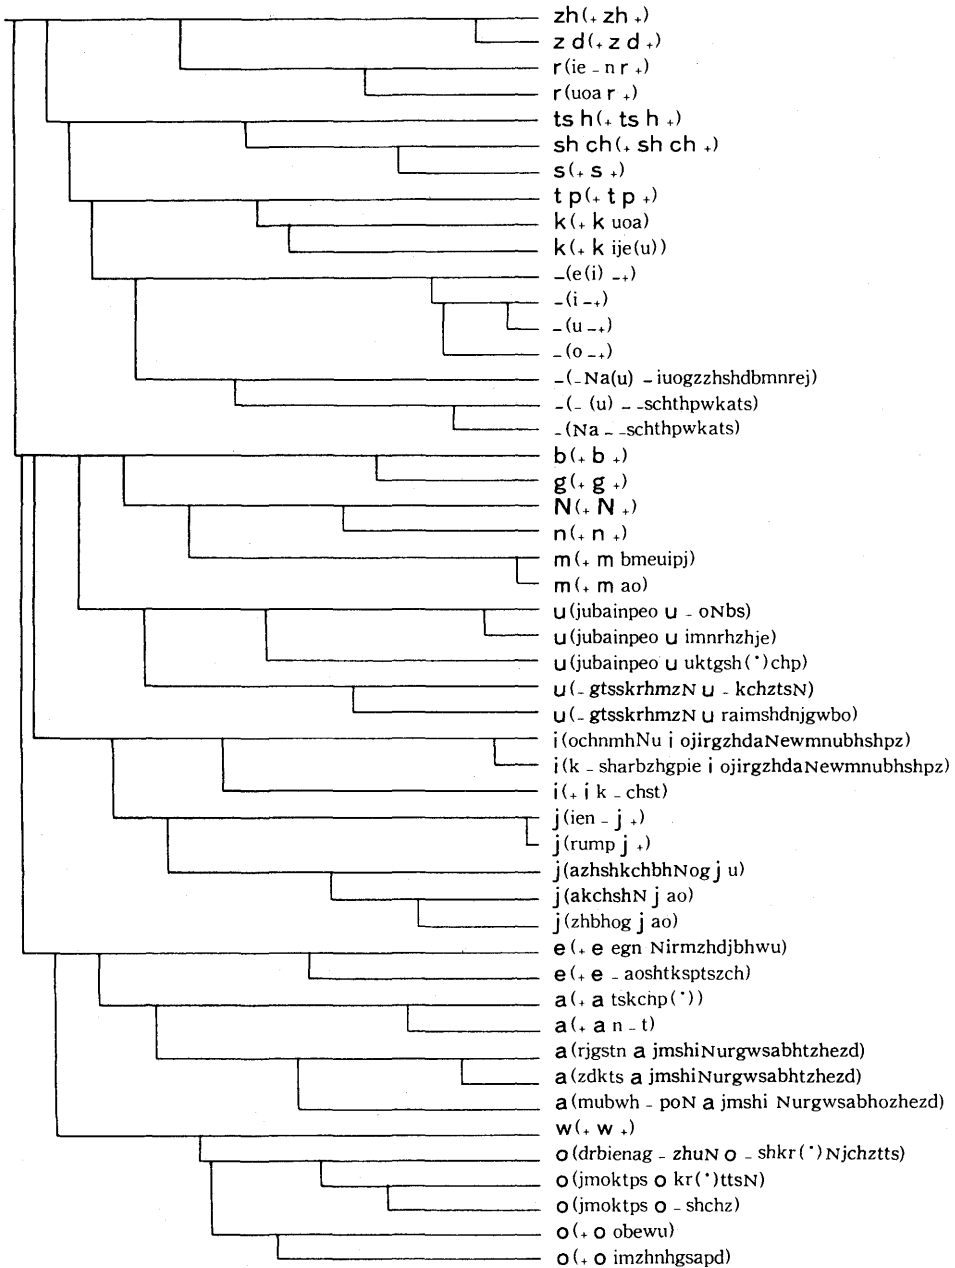 zh(+ zh +)
z d(+ z d +)
r(ie - n r +)
r(uoa r +)
ts h(+ ts h +)
sh ch(+ sh ch +)
s(+ s +)
t p(+ t p +)
k(+ k uoa)
k(+ k ije(u))
-(e(i) -+)
-(i -+)
-(u -+)
-(o -+)
-(-Na(u) - iuogzzhshdbmnrej)
-(- (u) - -schthpwkats)
-(Na - -schthpwkats)
b(+ b +)
g(+ g +)
N(+ N +)
n(+ n +)
m(+ m bmeuipj)
m(+ m ao)
u(jubainpeo u - oNbs)
u(jubainpeo u imnrhzhje)
u(jubainpeo u uktgsh(･)chp)
u(- gtsskrhmzN u - kchztsN)
u(- gtsskrhmzN u raimshdnjgwbo)
i(ochnmhNu i ojirgzhdaNewmnubhshpz)
i(k - sharbzhgpie i ojirgzhdaNewmnubhshpz)
i(+ i k - chst)
j(ien - j +)
j(rump j +)
j(azhshkchbhNog j u)
j(akchshN j ao)
j(zhbhog j ao)
e(+ e egn Nirmzhdjbhwu)
e(+ e - aoshtksptszch)
a(+ a tskchp(･))
a(+ a n - t)
a(rjgstn a jmshiNurgwsabhtzhezd)
a(zdkts a jmshiNurgwsabhtzhezd)
a(mubwh - poN a jmshi Nurgwsabhozhezd)
w(+ w +)
o(drbienag - zhuN o - shkr(･)Njchztts)
o(jmoktps o kr(･)ttsN)
o(jmoktps o - shchz)
o(+ o obewu)
o(+ o imzhnhgsapd)